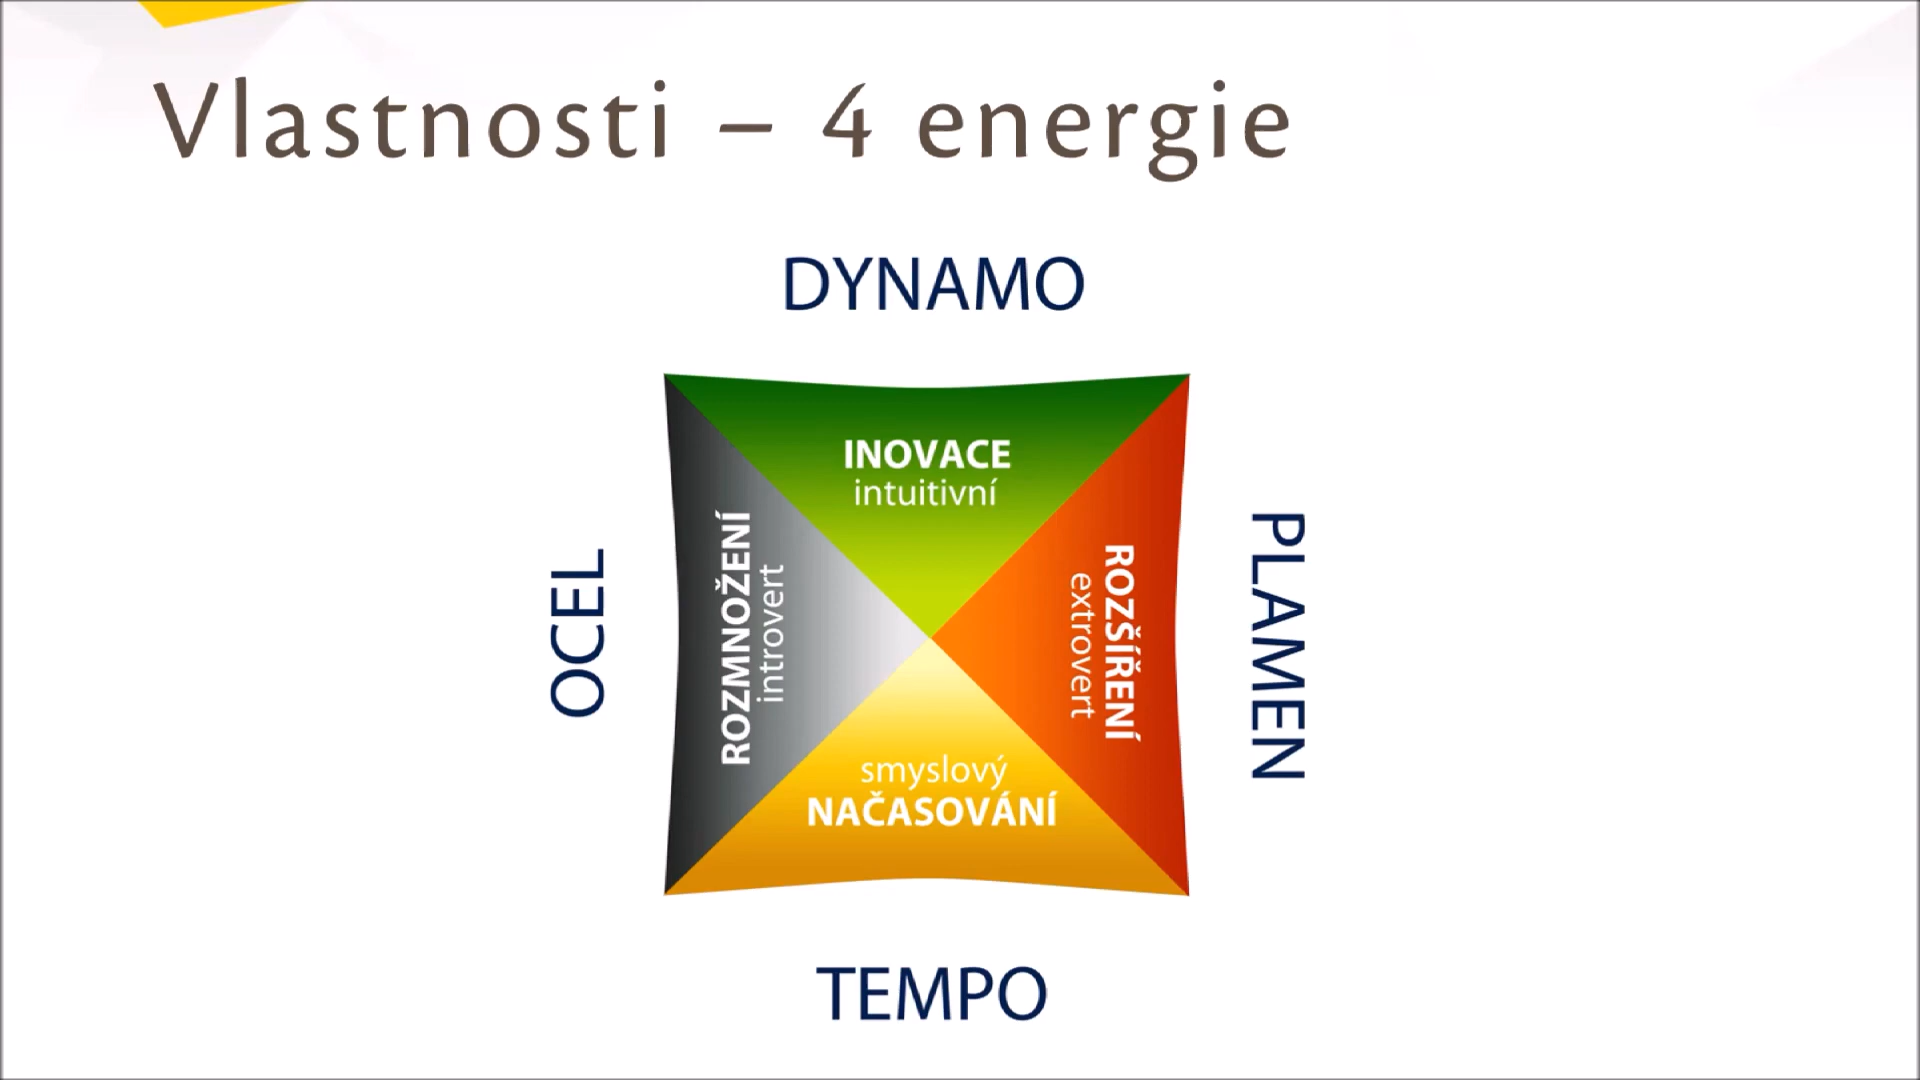 Vlastnosti – 4 energie
DYNAMO
INOVACE
intuitivní
OCEL
ROZMNOŽENÍ
introvert
ROZŠÍŘENÍ
extrovert
PLAMEN
smyslový
NAČASOVÁNÍ
TEMPO